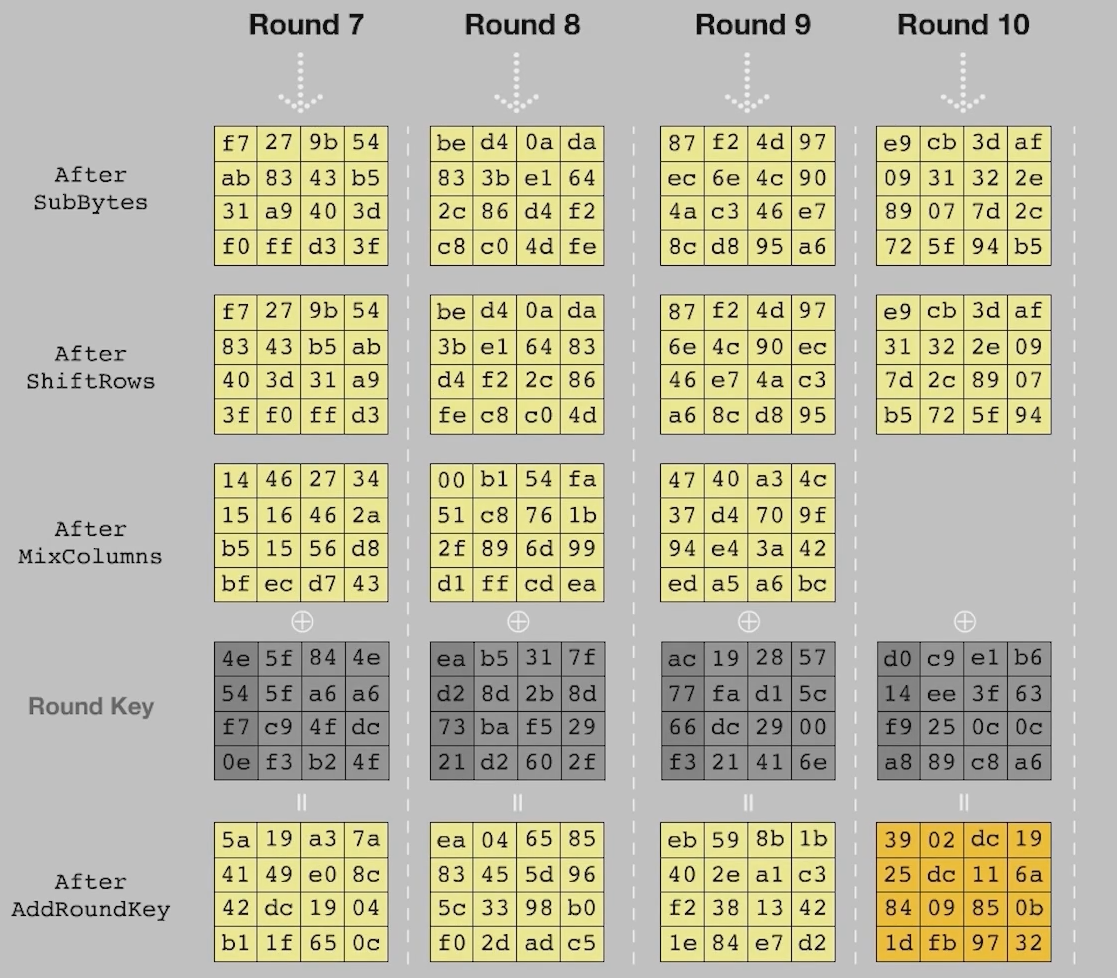 Round 7 Round 8 Round 9 Round 10
After
SubBytes
f7 27 9b 54 be d4 0a da 87 f2 4d 97 e9 cb 3d af
ab 83 43 b5 83 3b e1 64 ec 6e 4c 90 09 31 32 2e
31 a9 40 3d 2c 86 d4 f2 4a c3 46 e7 89 07 7d 2c
f0 ff d3 3f c8 c0 4d fe 8c d8 95 a6 72 5f 94 b5
After
ShiftRows
f7 27 9b 54 be d4 0a da 87 f2 4d 97 e9 cb 3d af
83 43 b5 ab 3b e1 64 83 6e 4c 90 ec 31 32 2e 09
40 3d 31 a9 d4 f2 2c 86 46 e7 4a c3 7d 2c 89 07
3f f0 ff d3 fe c8 c0 4d a6 8c d8 95 b5 72 5f 94
After
MixColumns
14 46 27 34 00 b1 54 fa 47 40 a3 4c
15 16 46 2a 51 c8 76 1b 37 d4 70 9f
b5 15 56 d8 2f 89 6d 99 94 e4 3a 42
bf ec d7 43 d1 ff cd ea ed a5 a6 bc
⊕ ⊕ ⊕ ⊕
Round Key
4e 5f 84 4e ea b5 31 7f ac 19 28 57 d0 c9 e1 b6
54 5f a6 a6 d2 8d 2b 8d 77 fa d1 5c 14 ee 3f 63
f7 c9 4f dc 73 ba f5 29 66 dc 29 00 f9 25 0c 0c
0e f3 b2 4f 21 d2 60 2f f3 21 41 6e a8 89 c8 a6
= = = =
After
AddRoundKey
5a 19 a3 7a ea 04 65 85 eb 59 8b 1b 39 02 dc 19
41 49 e0 8c 83 45 5d 96 40 2e a1 c3 25 dc 11 6a
42 dc 19 04 5c 33 98 b0 f2 38 13 42 84 09 85 0b
b1 1f 65 0c f0 2d ad c5 1e 84 e7 d2 1d fb 97 32